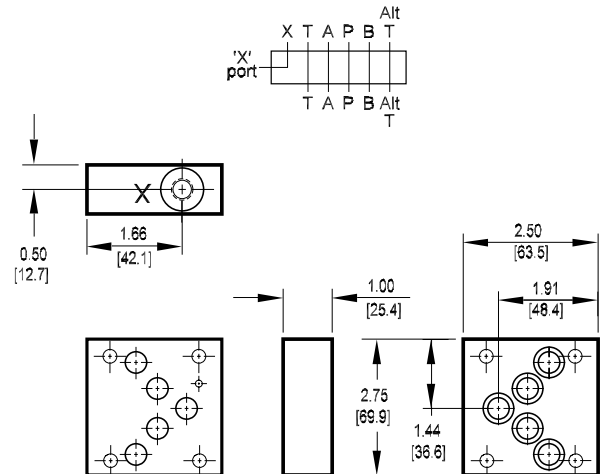 Alt
X T A P B T
'X'
port
T A P B Alt
T
X
0.50
[12.7]
1.66
[42.1]
2.50
[63.5]
1.00
[25.4]
1.91
[48.4]
2.75
[69.9]
1.44
[36.6]